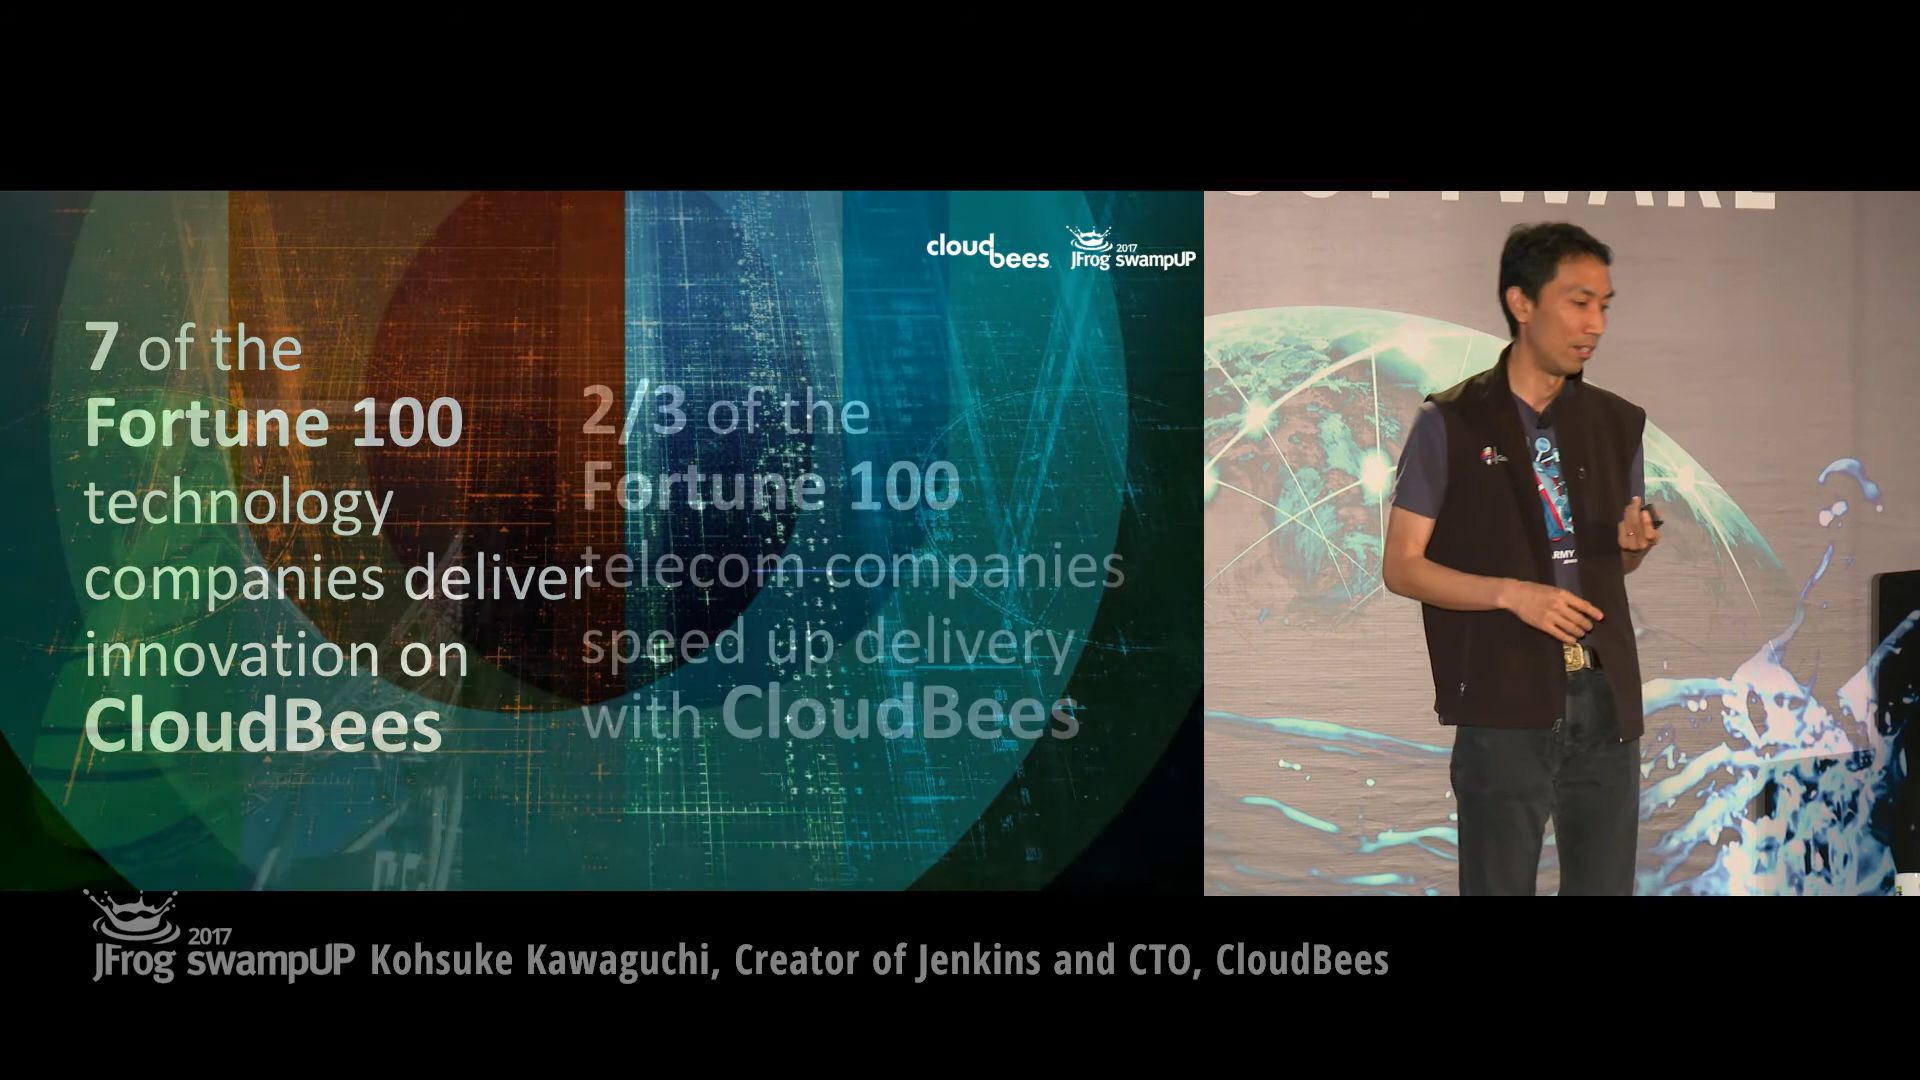 SOFTWARE
cloudbees
2017
JFrog swampUP
7 of the
Fortune 100
technology
companies deliver
innovation on
CloudBees
2/3 of the
Fortune 100
telecom companies
speed up delivery
with CloudBees
ARMY
2017
JFrog swampUP Kohsuke Kawaguchi, Creator of Jenkins and CTO, CloudBees